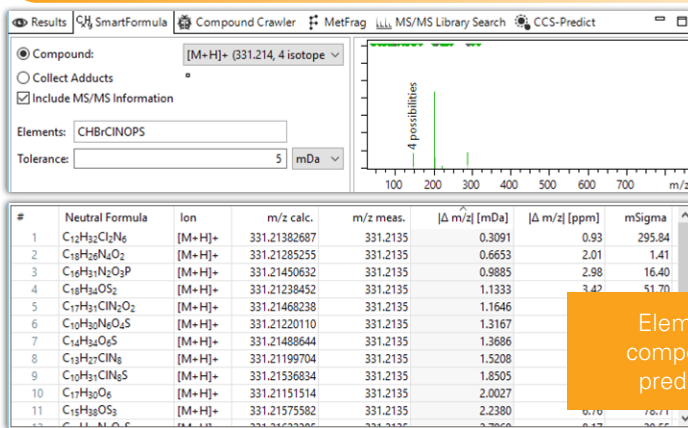 Results SmartFormula Compound Crawler MetFrag MS/MS Library Search CCS-Predict
Compound: [M+H]+ (331.214, 4 isotope
Collect Adducts
Include MS/MS Information
Elements: CHBrClNOPS
Tolerance: 5 mDa
4 possibilities
100 200 300 400 500 600 700 m/z
# Neutral Formula Ion m/z calc. m/z meas. |Δ m/z| [mDa] |Δ m/z| [ppm] mSigma
1 C₁₂H₃₂Cl₂N₆ [M+H]+ 331.21382687 331.2135 0.3091 0.93 295.84
2 C₁₈H₂₆N₄O₂ [M+H]+ 331.21285255 331.2135 0.6653 2.01 1.41
3 C₁₆H₃₁N₂O₃P [M+H]+ 331.21450632 331.2135 0.9885 2.98 16.40
4 C₁₈H₃₄OS₂ [M+H]+ 331.21238452 331.2135 1.1333 3.42 51.70
5 C₁₇H₃₁ClN₂O₂ [M+H]+ 331.21468238 331.2135 1.1646
6 C₁₀H₃₀N₆O₄S [M+H]+ 331.21220110 331.2135 1.3167
7 C₁₄H₃₄O₆S [M+H]+ 331.21488644 331.2135 1.3686
8 C₁₃H₂₇ClN₈ [M+H]+ 331.21199704 331.2135 1.5208
9 C₁₀H₃₁ClN₈S [M+H]+ 331.21536834 331.2135 1.8505
10 C₁₇H₃₀O₆ [M+H]+ 331.21151514 331.2135 2.0027
11 C₁₅H₃₈OS₃ [M+H]+ 331.21575582 331.2135 2.2380 6.76 78.71
Elem
compo
pred